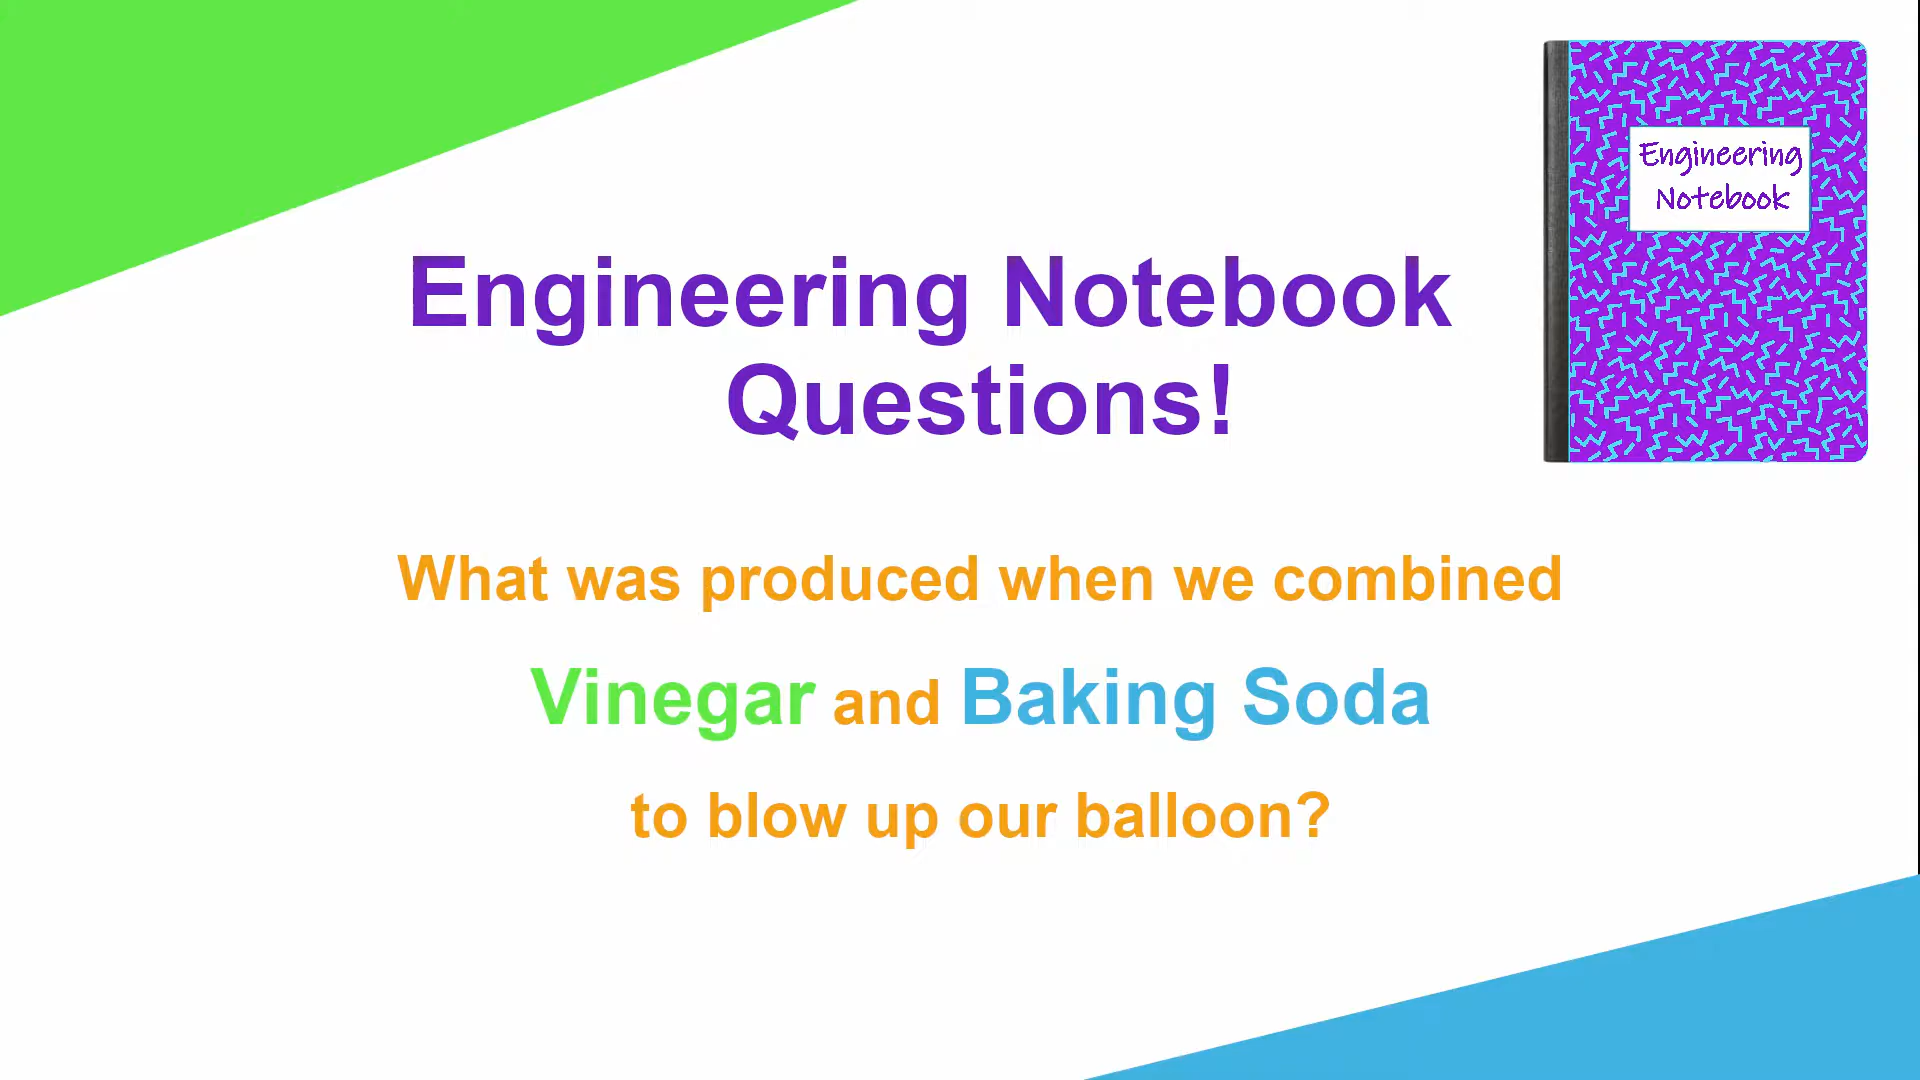 Engineering
Notebook
Engineering Notebook
Questions!
What was produced when we combined
Vinegar and Baking Soda
to blow up our balloon?